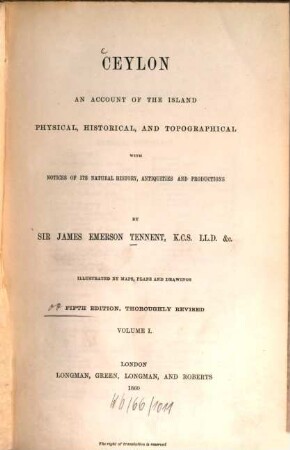 CEYLON
AN ACCOUNT OF THE ISLAND
PHYSICAL, HISTORICAL, AND TOPOGRAPHICAL
WITH
NOTICES OF ITS NATURAL HISTORY, ANTIQUITIES AND PRODUCTIONS
BY
SIR JAMES EMERSON TENNENT, K.C.S. LL.D. &c.
ILLUSTRATED BY MAPS, PLANS AND DRAWINGS
FIFTH EDITION, THOROUGHLY REVISED
VOLUME I.
LONDON
LONGMAN, GREEN, LONGMAN, AND ROBERTS
1860
The right of translation is reserved